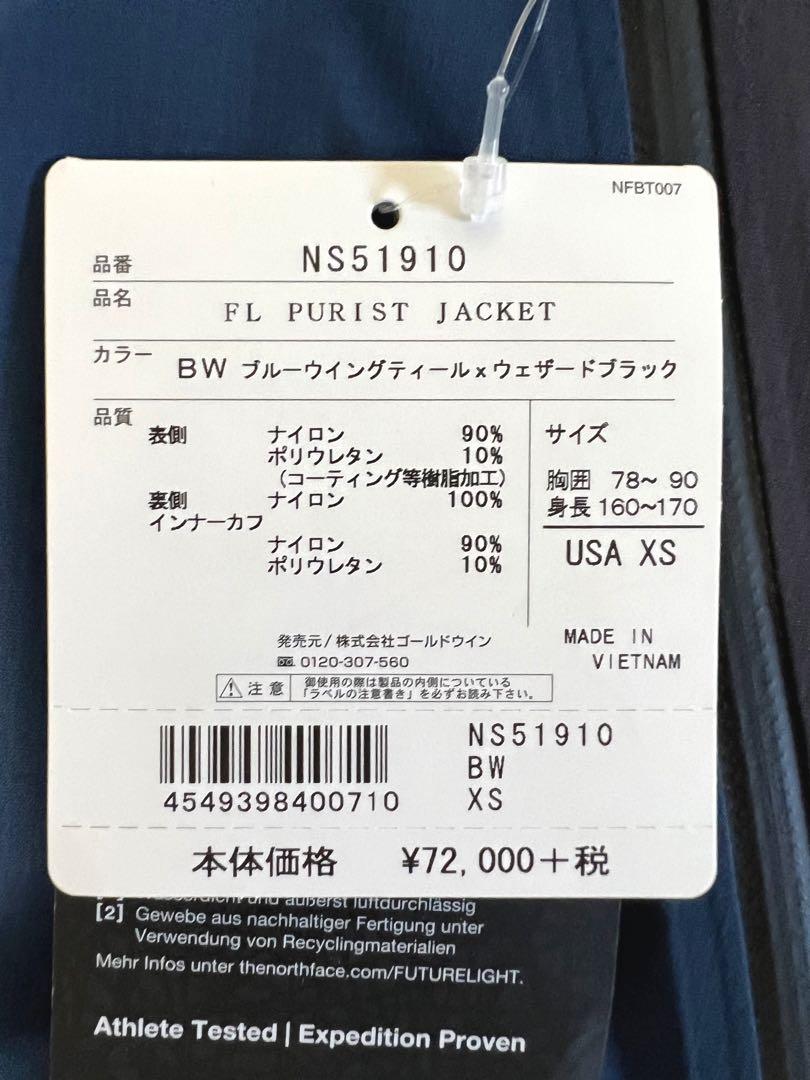 NFBT007
品番 NS51910
品名 FL PURIST JACKET
カラー BW ブルーウイングティールxウェザードブラック
品質
表側 ナイロン 90%
ポリウレタン 10%
(コーティング等樹脂加工)
裏側 ナイロン 100%
インナーカフ
ナイロン 90%
ポリウレタン 10%
サイズ
胸囲 78~ 90
身長 160~170
USA XS
発売元/株式会社ゴールドウイン
0120-307-560
MADE IN
VIETNAM
注意
御使用の際は製品の内側についている
「ラベルの注意書き」を必ずお読み下さい。
4549398400710
NS51910
BW
XS
本体価格 ¥72,000+税
und äußerst luftdurchlässig
[2] Gewebe aus nachhaltiger Fertigung unter
Verwendung von Recyclingmaterialien
Mehr Infos unter thenorthface.com/FUTURELIGHT.
Athlete Tested | Expedition Proven